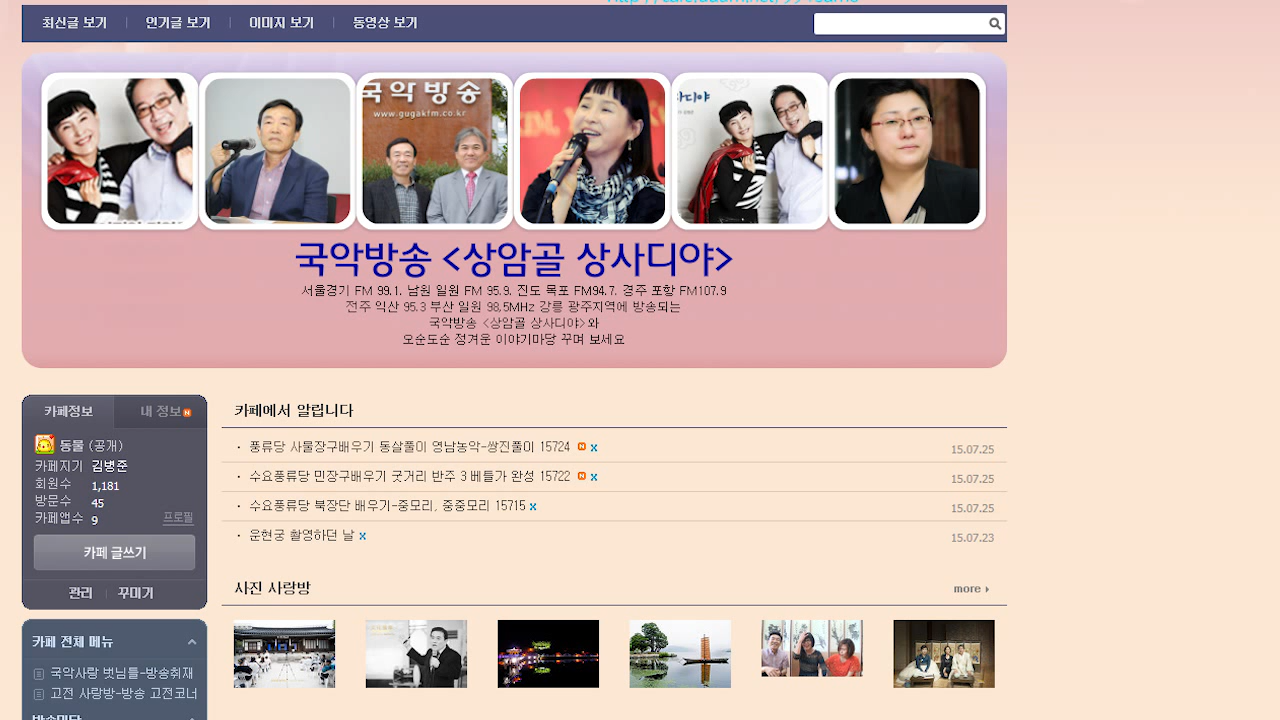 최신글 보기 인기글 보기 이미지 보기 동영상 보기
국악방송
www.gugakfm.co.kr
국악방송 <상암골 상사디야>
서울경기 FM 99.1. 남원 일원 FM 95.9. 진도 목포 FM94.7. 경주 포항 FM107.9
전주 익산 95.3 부산 일원 98,5MHz 강릉 광주지역에 방송되는
국악방송 <상암골 상사디야>와
오순도순 정겨운 이야기마당 꾸며 보세요
카페정보 내 정보
동물 (공개)
카페지기 김병준
회원수 1,181
방문수 45
카페앱수 9 프로필
카페 글쓰기
관리 꾸미기
카페 전체 메뉴
국악사랑 벗님들-방송취재
고전 사랑방-방송 고전코너
방송마당
카페에서 알립니다
풍류당 사물장구배우기 동살풀이 영남농악-쌍진풀이 15724 15.07.25
수요풍류당 민장구배우기 굿거리 반주 3 베틀가 완성 15722 15.07.25
수요풍류당 북장단 배우기-중모리, 중중모리 15715 15.07.25
운현궁 촬영하던 날 15.07.23
사진 사랑방 more